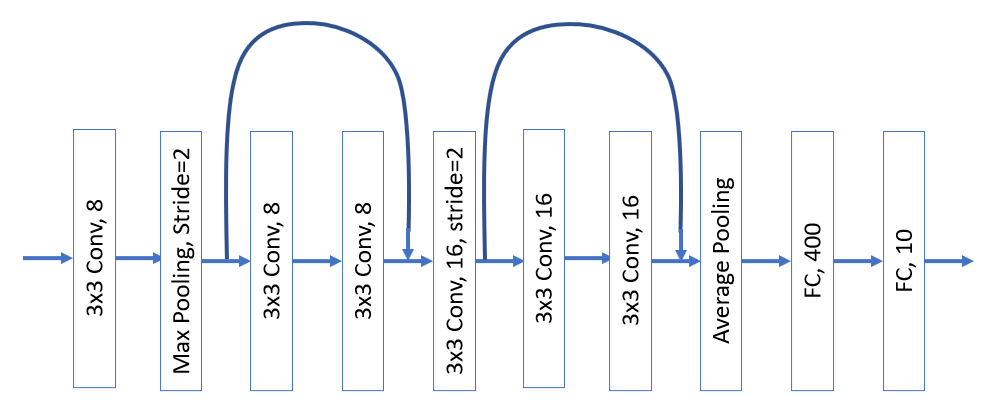 3x3 Conv, 8
Max Pooling, Stride=2
3x3 Conv, 8
3x3 Conv, 8
3x3 Conv, 16, stride=2
3x3 Conv, 16
3x3 Conv, 16
Average Pooling
FC, 400
FC, 10